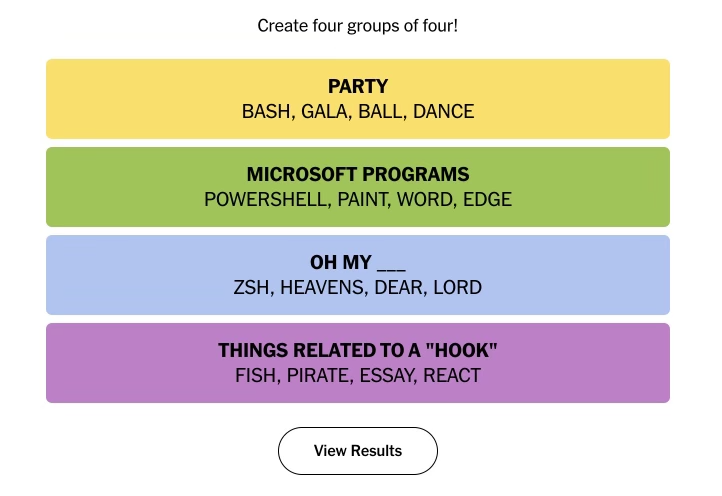 Create four groups of four!
PARTY
BASH, GALA, BALL, DANCE
MICROSOFT PROGRAMS
POWERSHELL, PAINT, WORD, EDGE
OH MY ___
ZSH, HEAVENS, DEAR, LORD
THINGS RELATED TO A "HOOK"
FISH, PIRATE, ESSAY, REACT
View Results